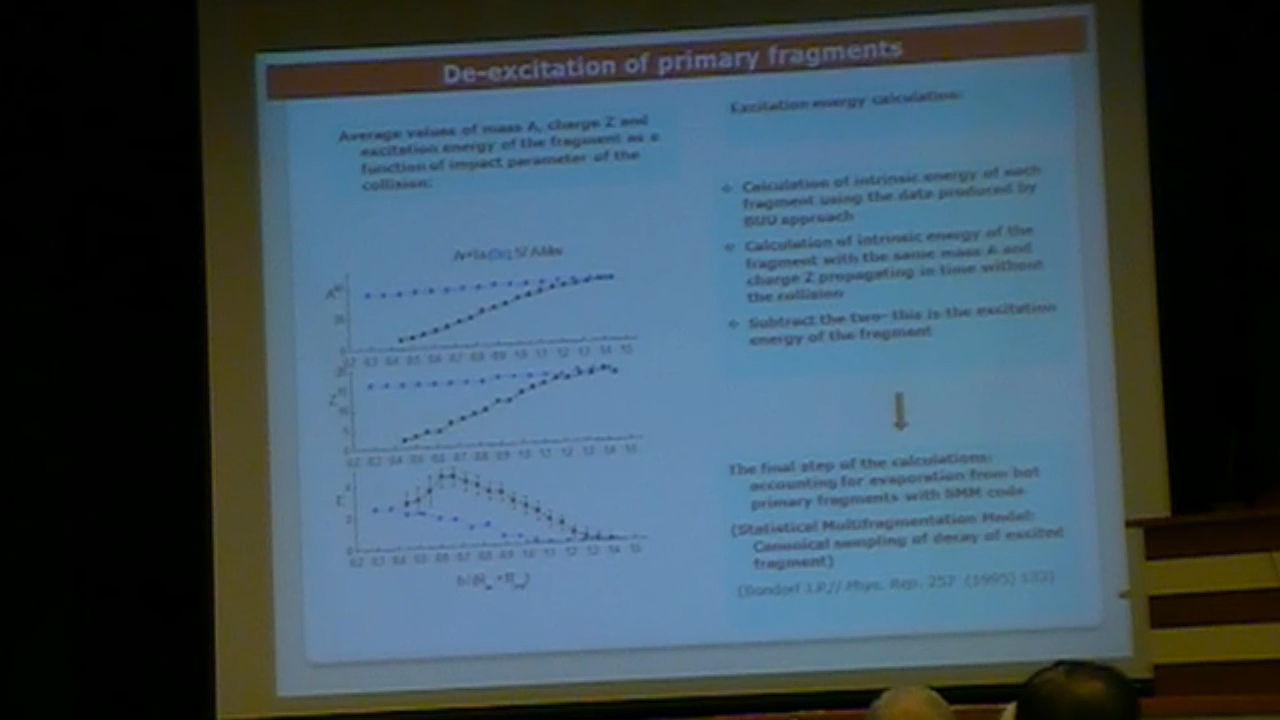 De-excitation of primary fragments
Average values of mass A, charge Z and
excitation energy of the fragment as a
function of impact parameter of the
collision:
Excitation energy calculation:
Calculation of intrinsic energy of each
fragment using the data produced by
BUU approach
Calculation of intrinsic energy of the
fragment with the same mass A and
charge Z propagating in time without
the collision
Subtract the two– this is the excitation
energy of the fragment
The final step of the calculations:
accounting for evaporation from hot
primary fragments with SMM code
(Statistical Multifragmentation Model:
Canonical sampling of decay of excited
fragment)
(Bondorf J.P.// Phys. Rep. 257 (1995) 133)